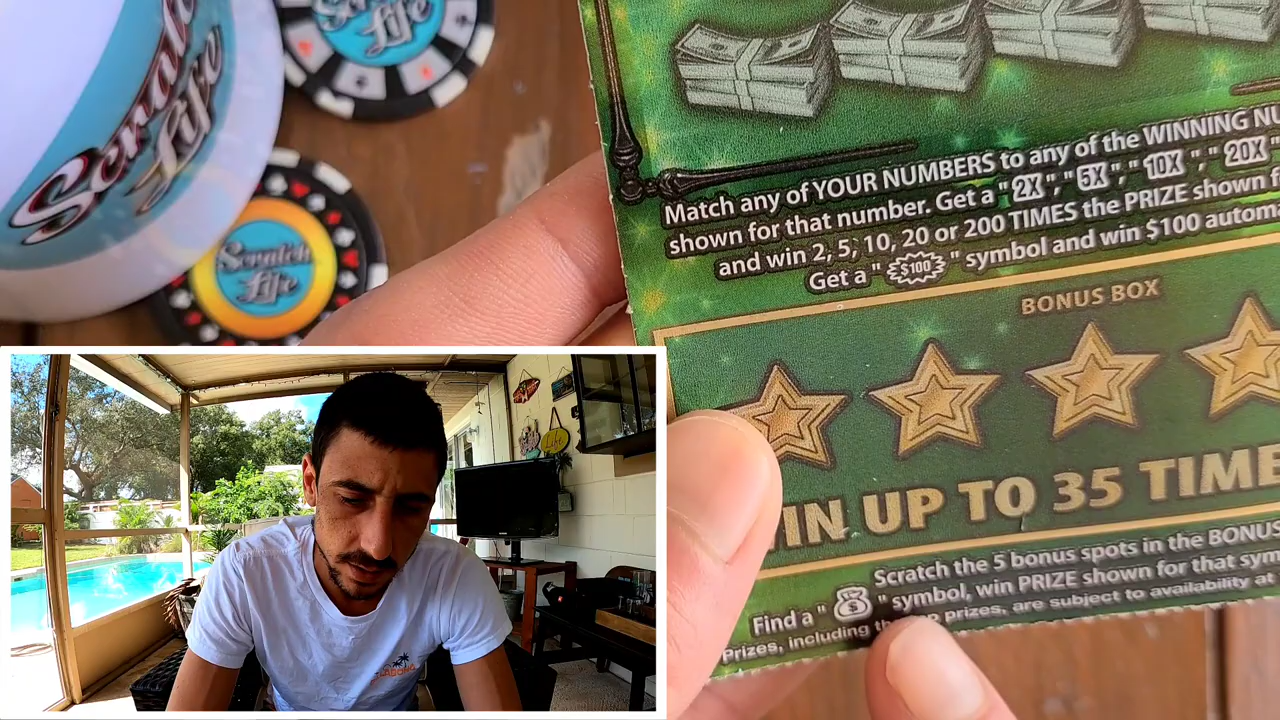 Scratch
Life
Scratch
Life
Scratch
Life
Match any of YOUR NUMBERS to any of the WINNING NU
shown for that number. Get a "2X", "5X", "10X", "20X"
and win 2, 5, 10, 20 or 200 TIMES the PRIZE shown f
Get a "$100" symbol and win $100 autom
BONUS BOX
IN UP TO 35 TIME
Scratch the 5 bonus spots in the BONUS
Find a "$" symbol, win PRIZE shown for that sym
Prizes, including th prizes, are subject to availability at